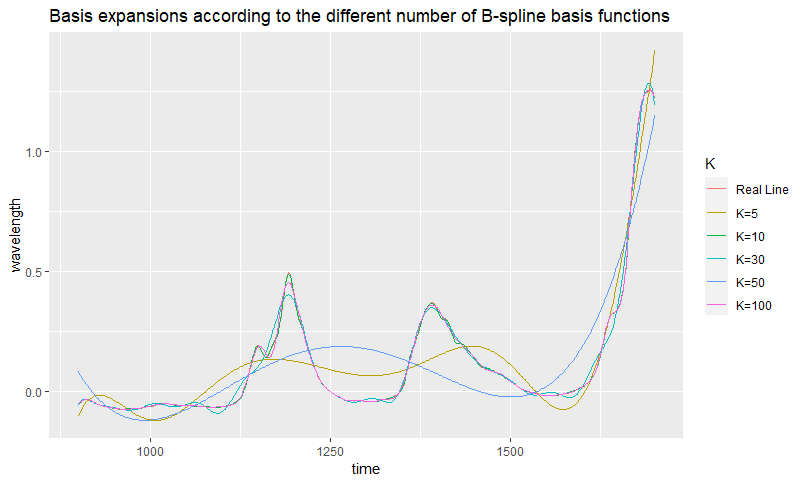 Basis expansions according to the different number of B-spline basis functions
1.0
0.5
0.0
wavelength
1000
1250
1500
time
K
Real Line
K=5
K=10
K=30
K=50
K=100